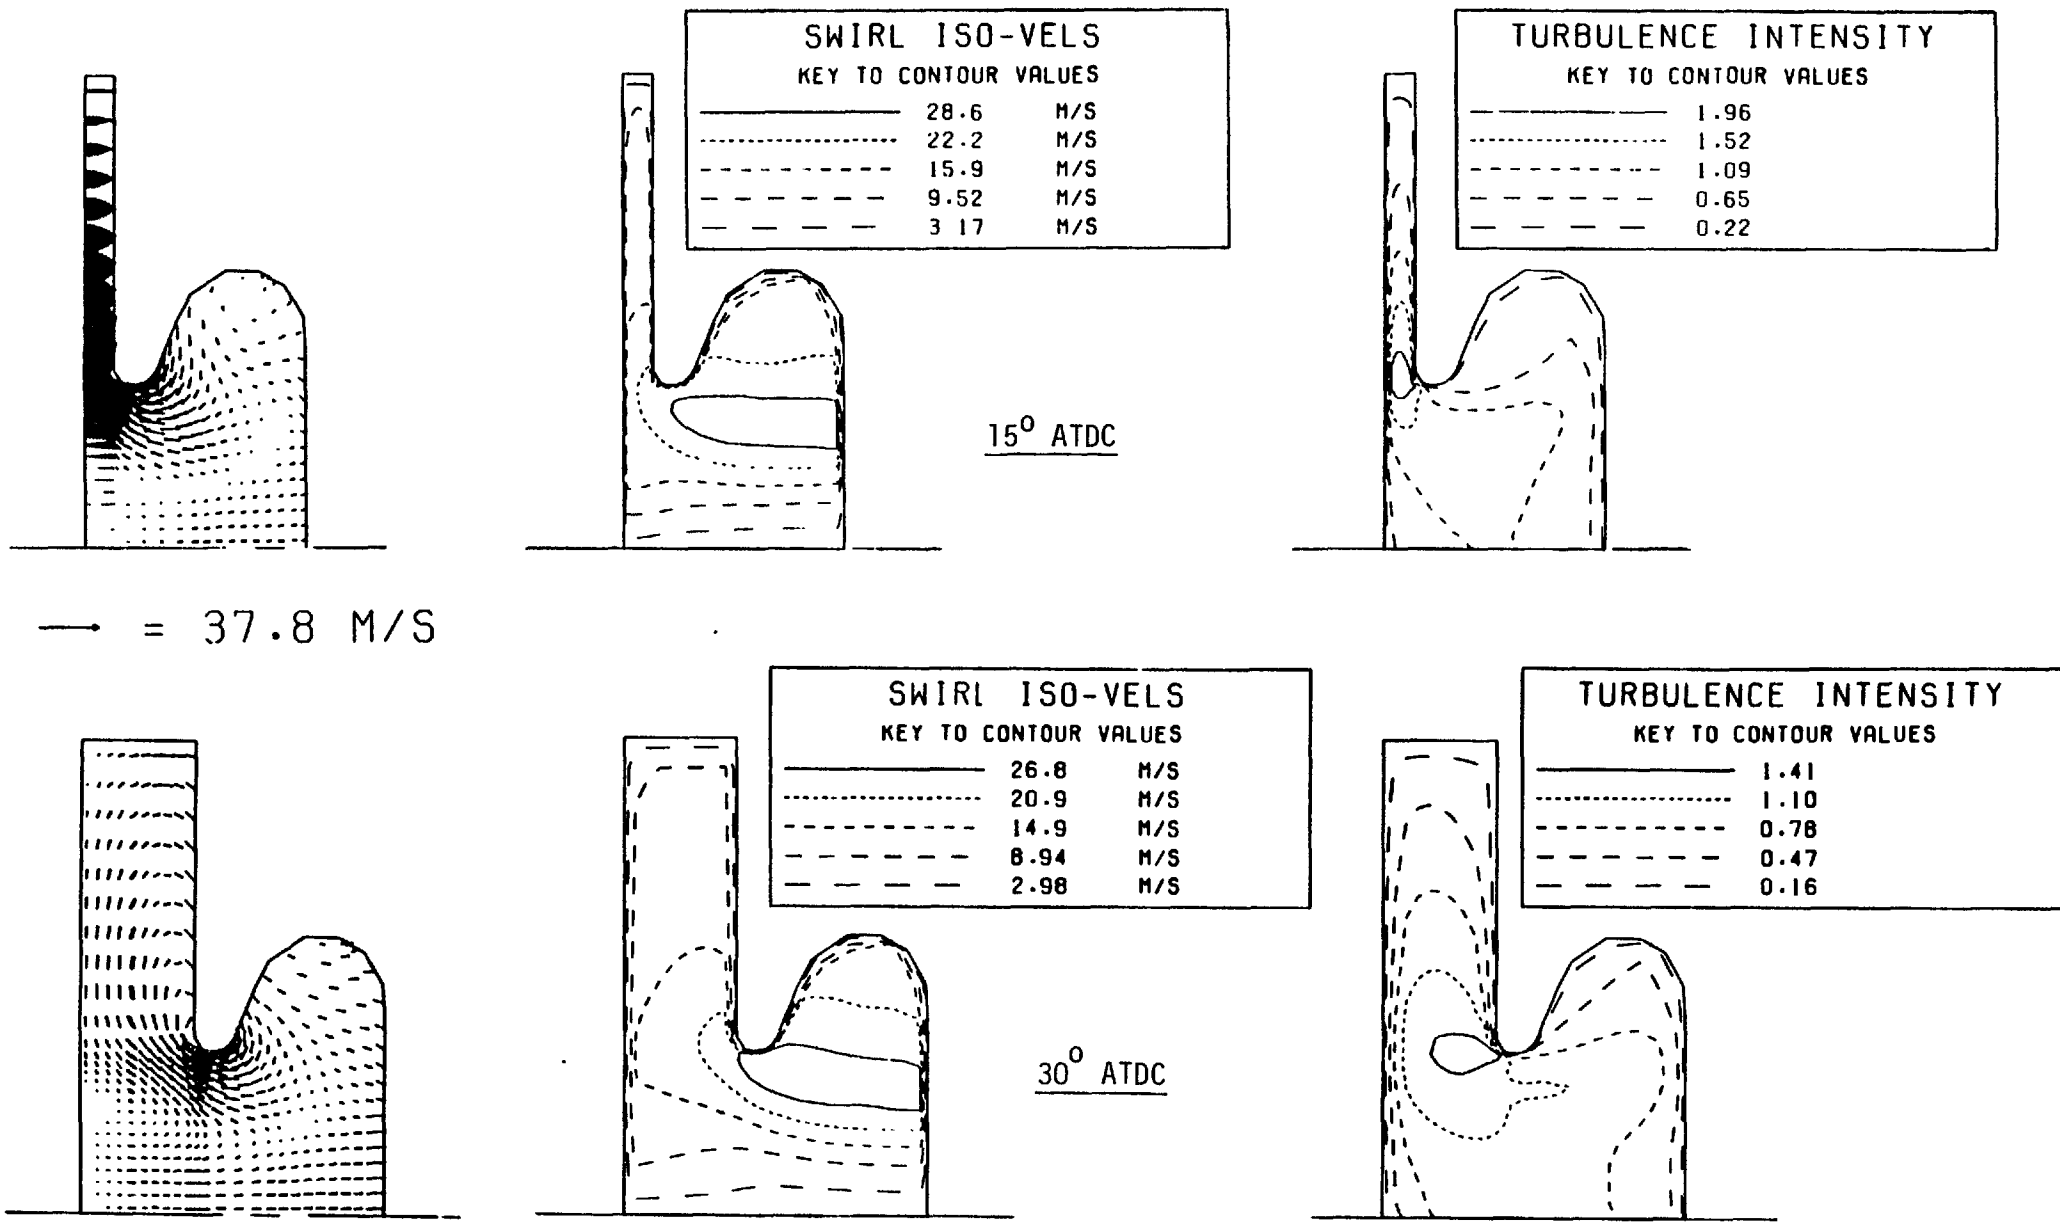 SWIRL ISO-VELS
KEY TO CONTOUR VALUES
28.6 M/S
22.2 M/S
15.9 M/S
9.52 M/S
3 17 M/S
TURBULENCE INTENSITY
KEY TO CONTOUR VALUES
1.96
1.52
1.09
0.65
0.22
15° ATDC
= 37.8 M/S
SWIRL ISO-VELS
KEY TO CONTOUR VALUES
26.8 M/S
20.9 M/S
14.9 M/S
8.94 M/S
2.98 M/S
TURBULENCE INTENSITY
KEY TO CONTOUR VALUES
1.41
1.10
0.78
0.47
0.16
30° ATDC